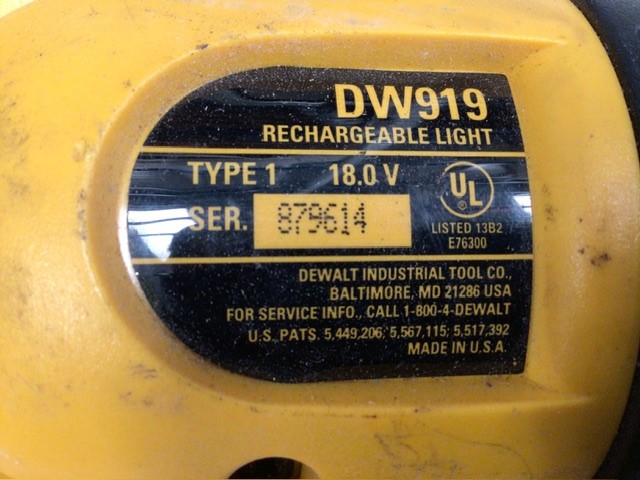 DW919
RECHARGEABLE LIGHT
TYPE 1 18.0 V
SER. 879614
UL
®
LISTED 13B2
E76300
DEWALT INDUSTRIAL TOOL CO.,
BALTIMORE, MD 21286 USA
FOR SERVICE INFO., CALL 1-800-4-DEWALT
U.S. PATS. 5,449,206; 5,567,115; 5,517,392
MADE IN U.S.A.